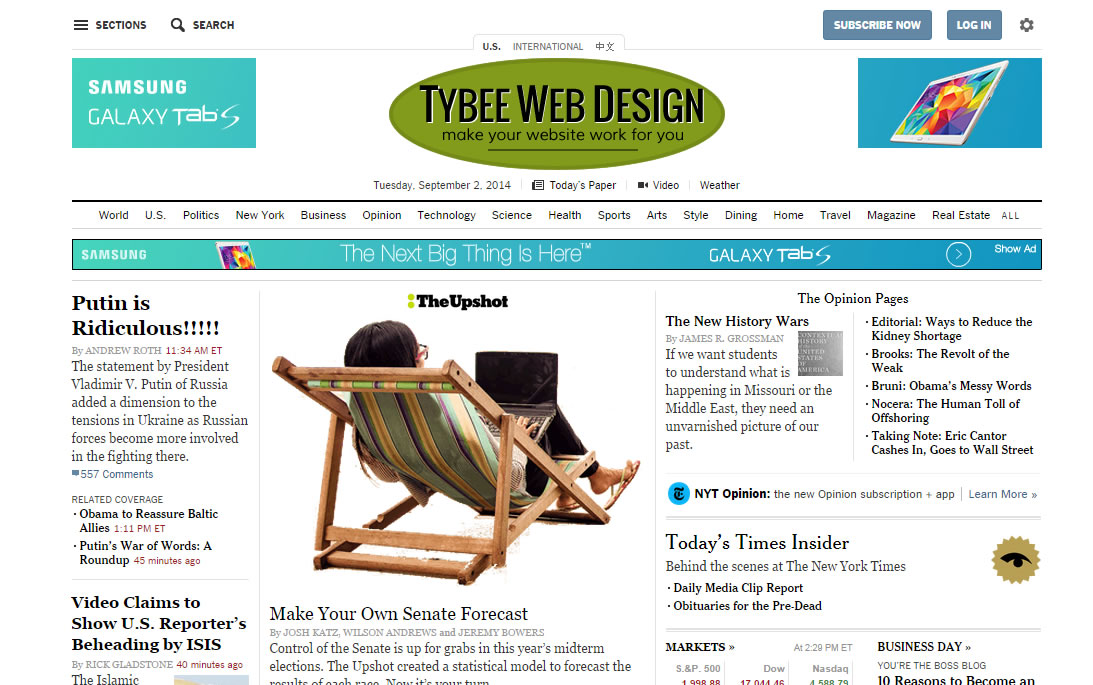 SECTIONS SEARCH SUBSCRIBE NOW LOG IN
U.S. INTERNATIONAL 中文
SAMSUNG
GALAXY Tab S
TYBEE WEB DESIGN
make your website work for you
Tuesday, September 2, 2014 Today's Paper Video Weather
World U.S. Politics New York Business Opinion Technology Science Health Sports Arts Style Dining Home Travel Magazine Real Estate ALL
SAMSUNG The Next Big Thing Is Here™ GALAXY Tab S Show Ad
Putin is
Ridiculous!!!!!
By ANDREW ROTH 11:34 AM ET
The statement by President
Vladimir V. Putin of Russia
added a dimension to the
tensions in Ukraine as Russian
forces become more involved
in the fighting there.
557 Comments
RELATED COVERAGE
· Obama to Reassure Baltic
Allies 1:11 PM ET
· Putin's War of Words: A
Roundup 45 minutes ago
Video Claims to
Show U.S. Reporter's
Beheading by ISIS
By RICK GLADSTONE 40 minutes ago
The Islamic
TheUpshot
Make Your Own Senate Forecast
By JOSH KATZ, WILSON ANDREWS and JEREMY BOWERS
Control of the Senate is up for grabs in this year's midterm
elections. The Upshot created a statistical model to forecast the
results of each race. Now it's your turn.
The Opinion Pages
The New History Wars
By JAMES R. GROSSMAN
If we want students
to understand what is
happening in Missouri or the
Middle East, they need an
unvarnished picture of our
past.
HISTORY
UNITED
STATES
AMERICA
· Editorial: Ways to Reduce the
Kidney Shortage
· Brooks: The Revolt of the
Weak
· Bruni: Obama's Messy Words
· Nocera: The Human Toll of
Offshoring
· Taking Note: Eric Cantor
Cashes In, Goes to Wall Street
NYT Opinion: the new Opinion subscription + app Learn More »
Today's Times Insider
Behind the scenes at The New York Times
· Daily Media Clip Report
· Obituaries for the Pre-Dead
MARKETS » At 2:29 PM ET
S.&P. 500 Dow Nasdaq
1,998.88 17,044.46 4,588.79
BUSINESS DAY »
YOU'RE THE BOSS BLOG
10 Reasons to Become an